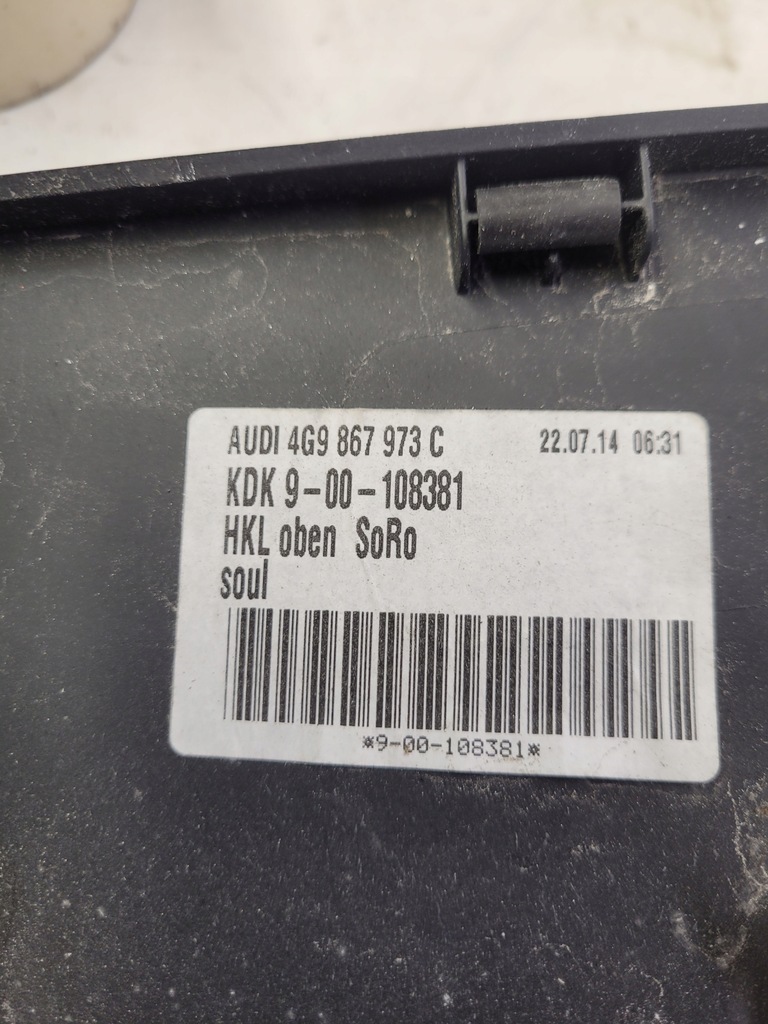 AUDI 4G9 867 973 C 22.07.14 06:31
KDK 9-00-108381
HKL oben SoRo
soul
*9-00-108381*